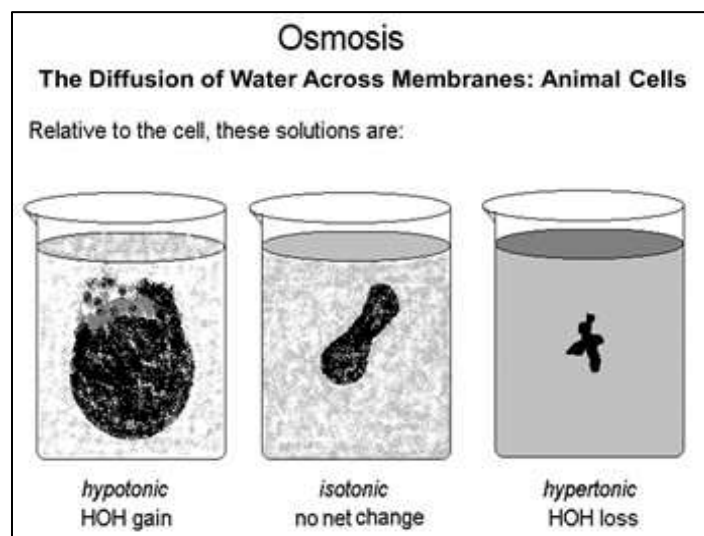 Osmosis
The Diffusion of Water Across Membranes: Animal Cells
Relative to the cell, these solutions are:
hypotonic
HOH gain
isotonic
no net change
hypertonic
HOH loss